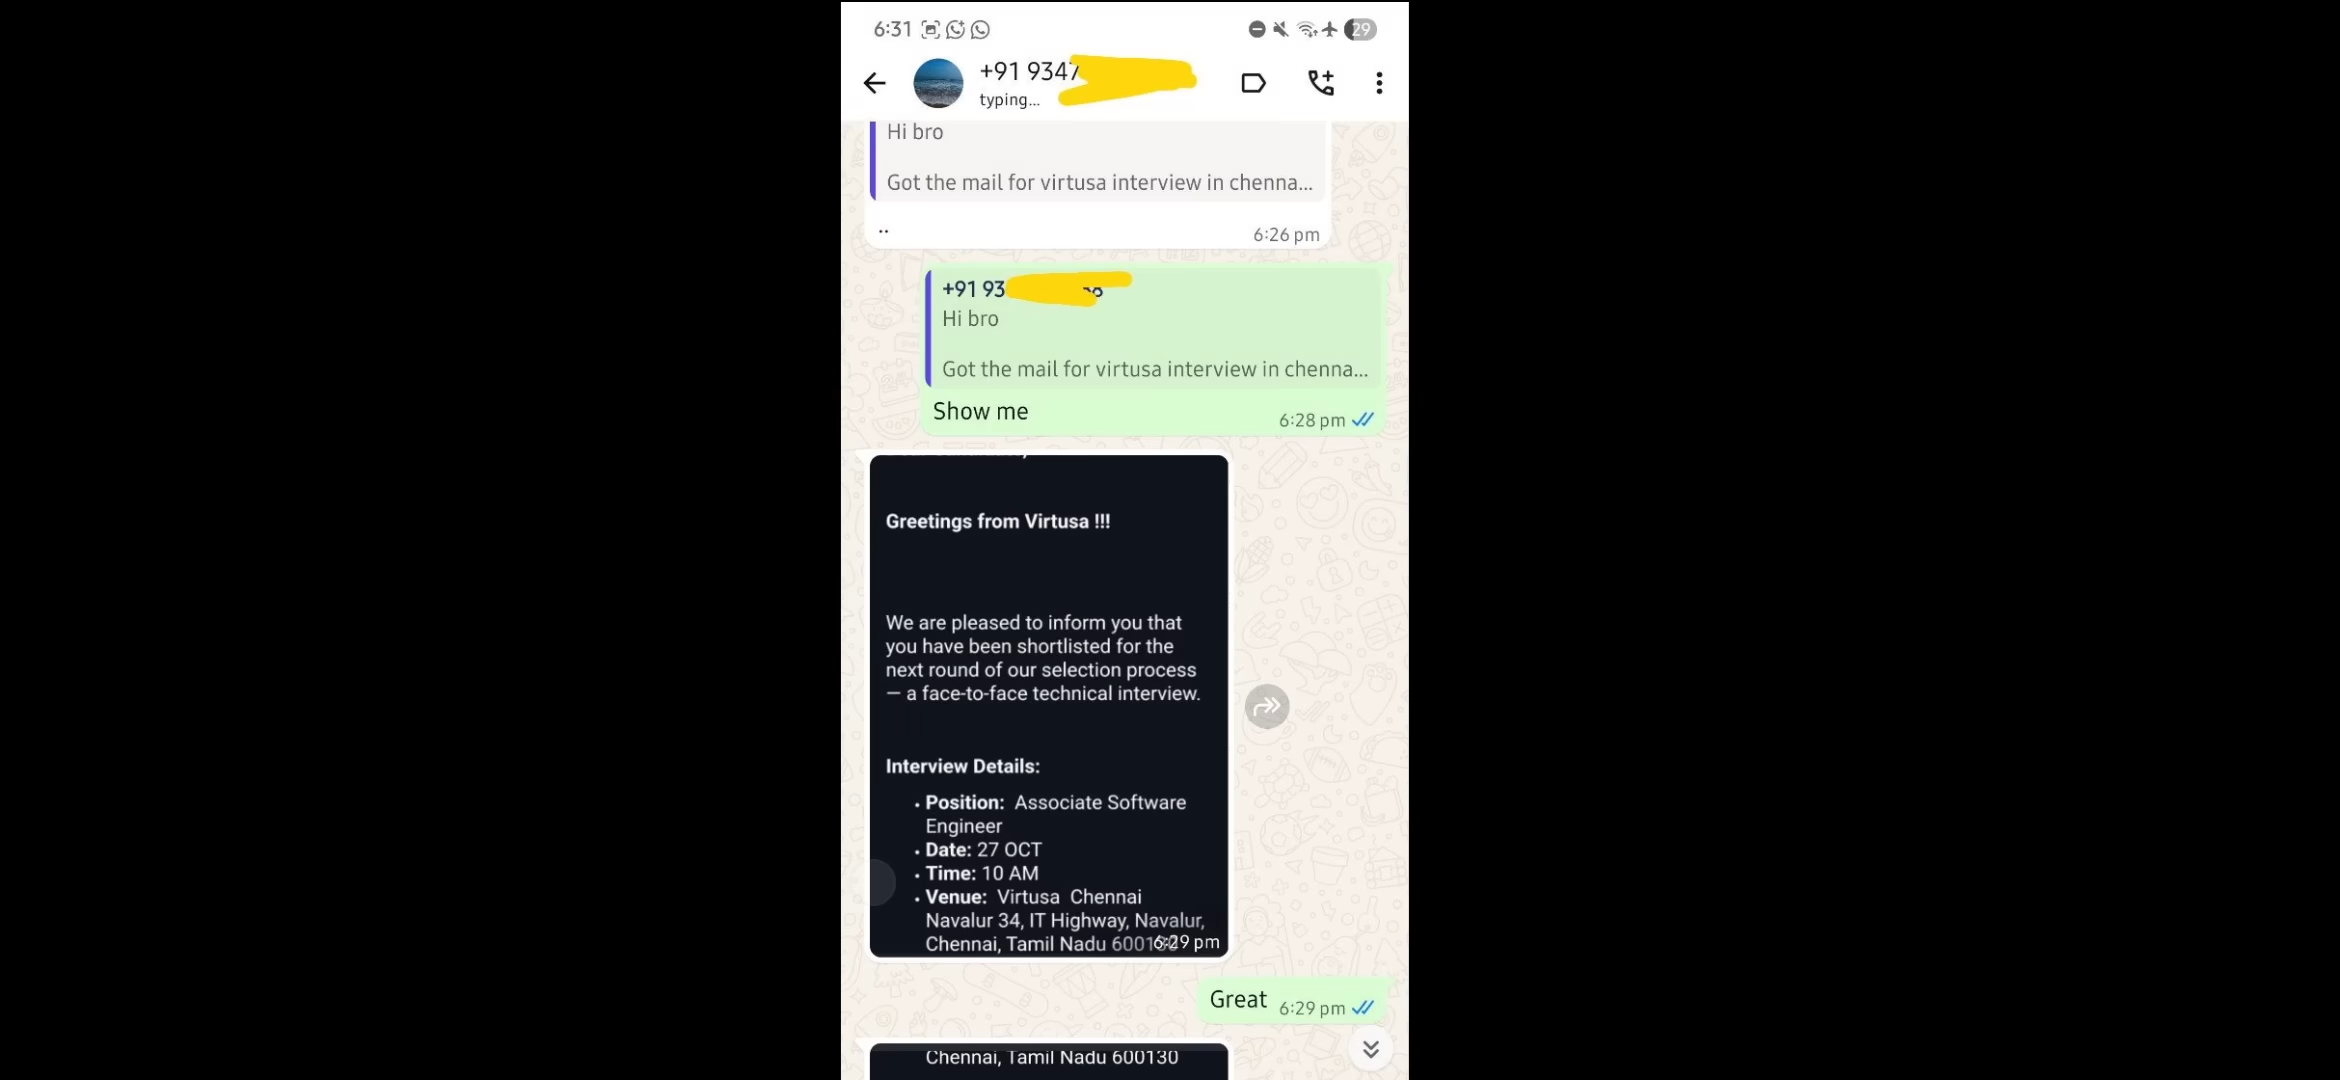 6:31
29
+91 9347
typing...
Hi bro
Got the mail for virtusa interview in chenna...
..
6:26 pm
+91 93
Hi bro
Got the mail for virtusa interview in chenna...
Show me
6:28 pm
Greetings from Virtusa !!!
We are pleased to inform you that
you have been shortlisted for the
next round of our selection process
— a face-to-face technical interview.
Interview Details:
• Position: Associate Software
Engineer
• Date: 27 OCT
• Time: 10 AM
• Venue: Virtusa Chennai
Navalur 34, IT Highway, Navalur,
Chennai, Tamil Nadu
6:29 pm
Great
6:29 pm
Chennai, Tamil Nadu 600130